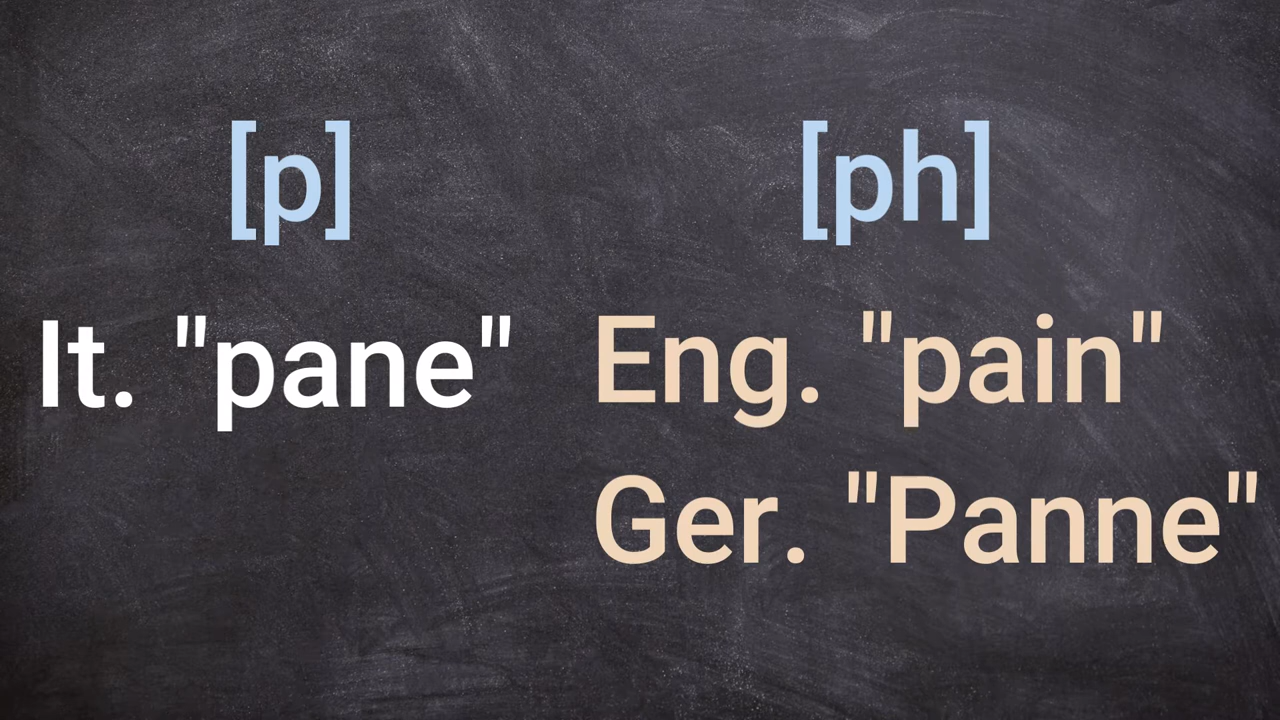 [p] [ph]
It. "pane" Eng. "pain"
Ger. "Panne"